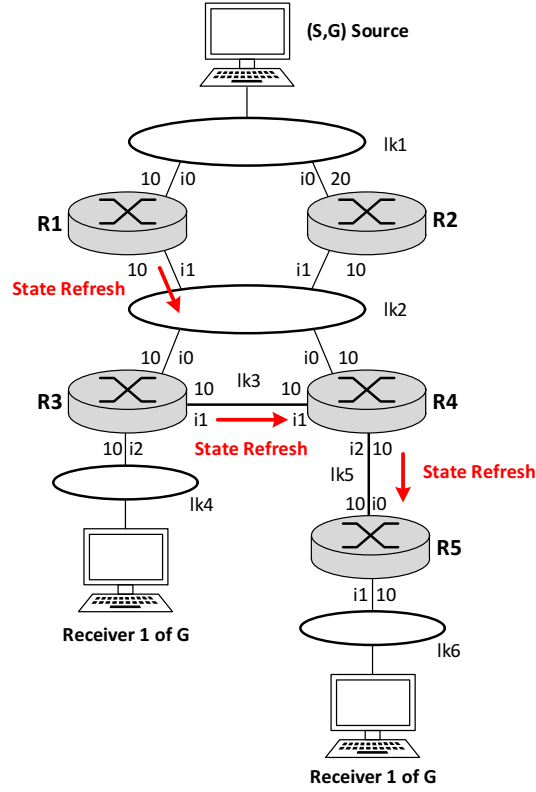 (S,G) Source
lk1
10 i0
i0 20
R1
R2
10 i1
i1 10
State Refresh
lk2
10 i0
i0 10
R3
10 lk3 10
R4
i1 i1
State Refresh
10 i2
i2 10
lk5
State Refresh
lk4
10 i0
R5
Receiver 1 of G
i1 10
lk6
Receiver 1 of G